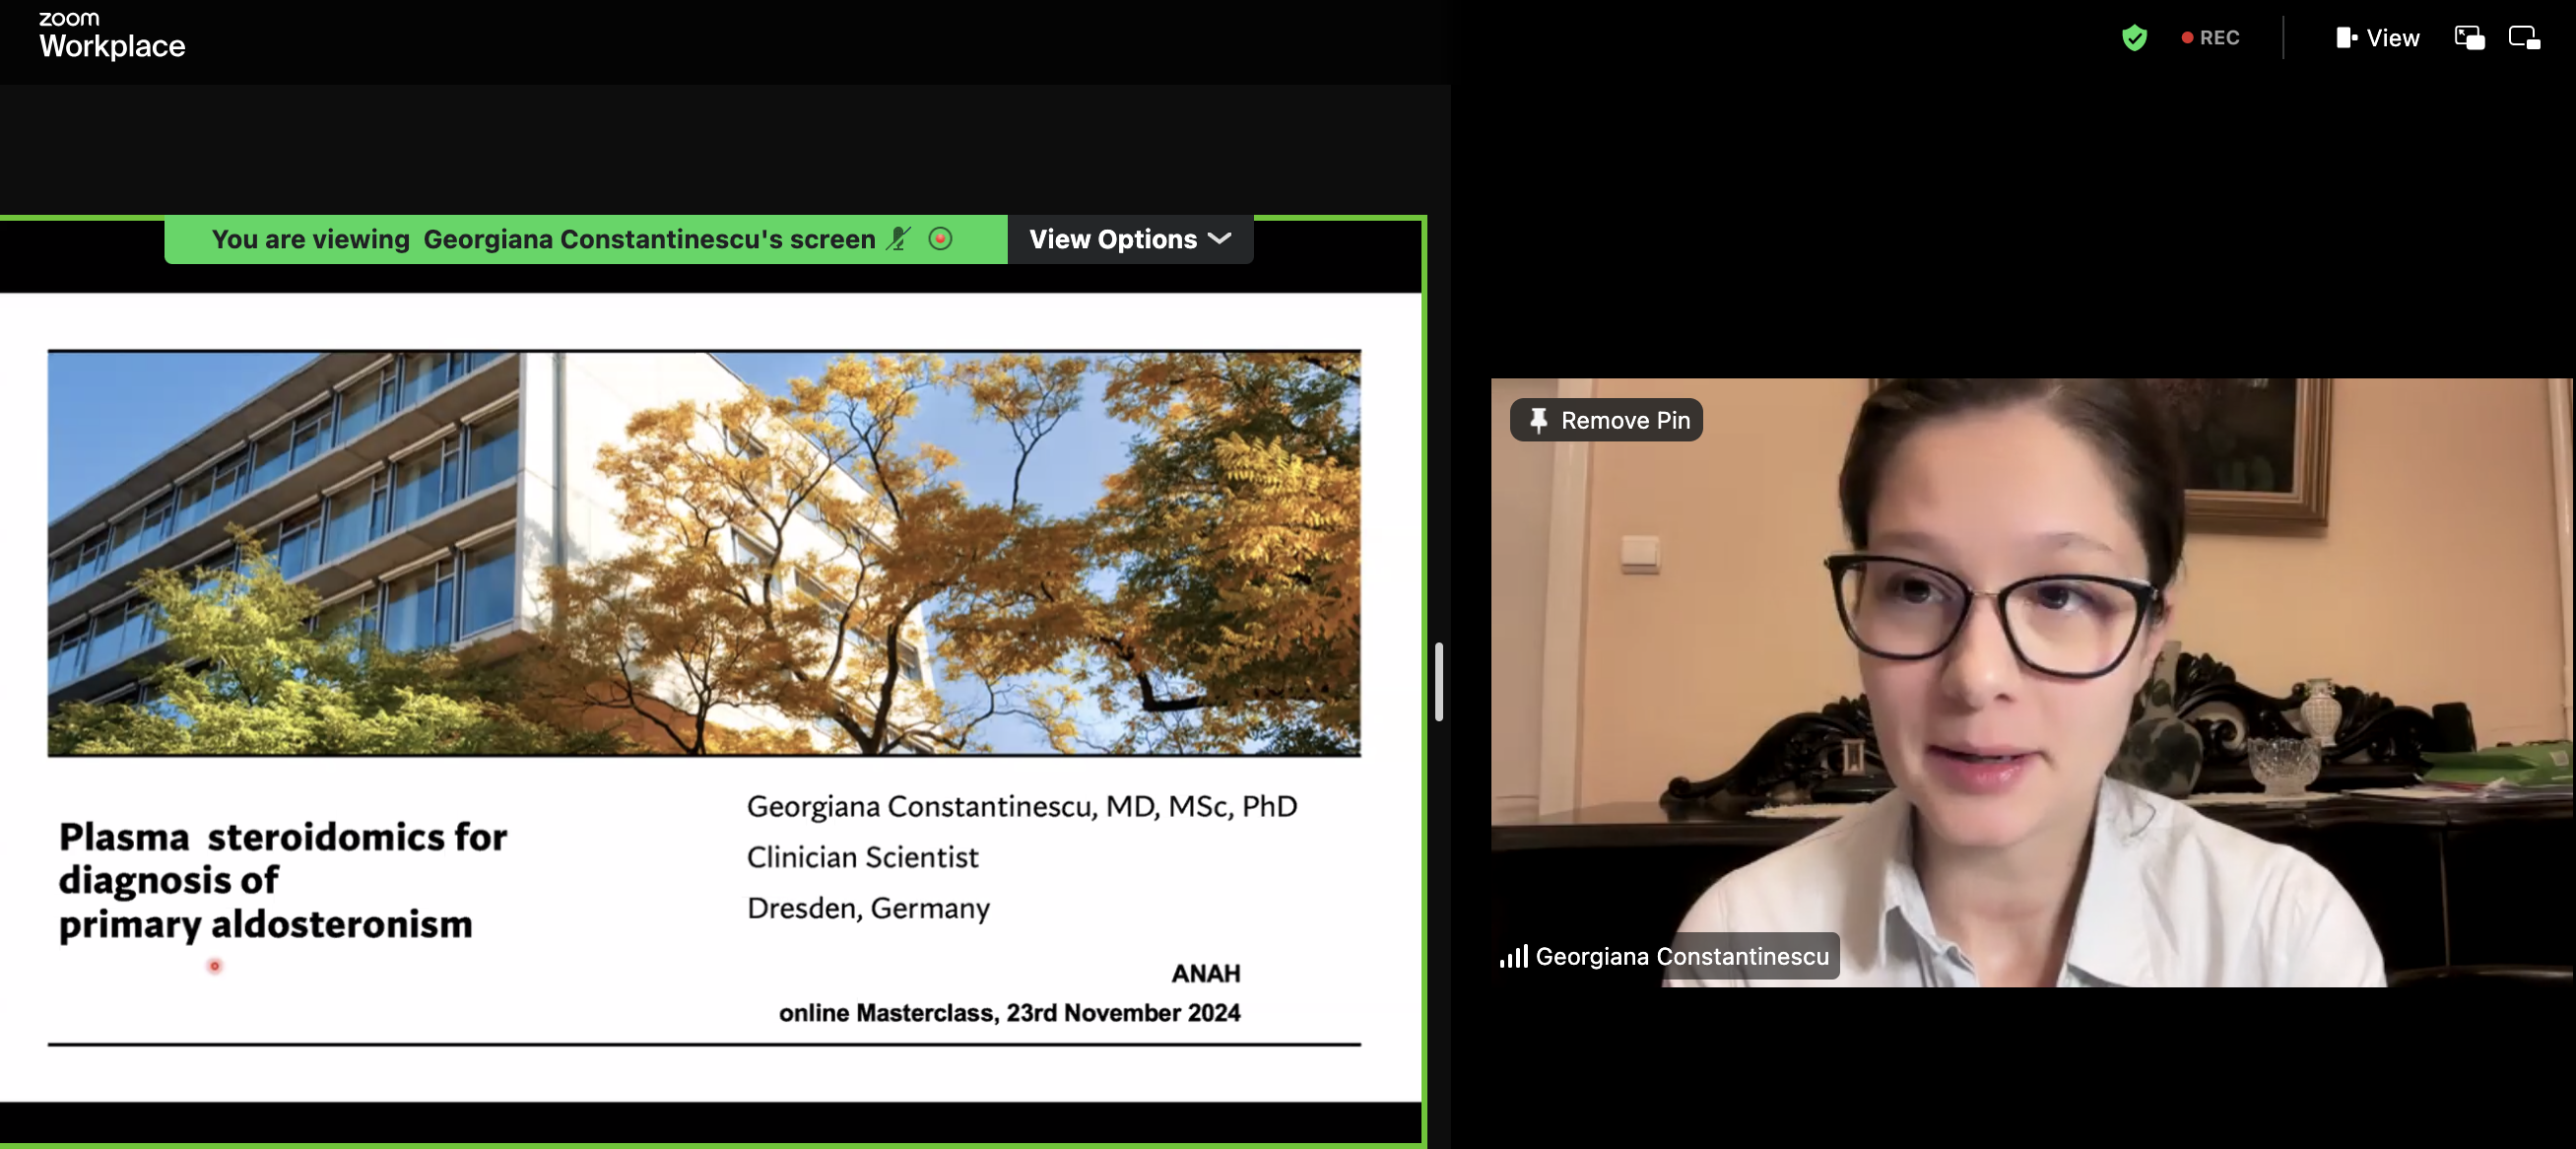 zoom
Workplace
REC
View
You are viewing Georgiana Constantinescu's screen
View Options
Remove Pin
Plasma steroidomics for
diagnosis of
primary aldosteronism
Georgiana Constantinescu, MD, MSc, PhD
Clinician Scientist
Dresden, Germany
ANAH
online Masterclass, 23rd November 2024
Georgiana Constantinescu